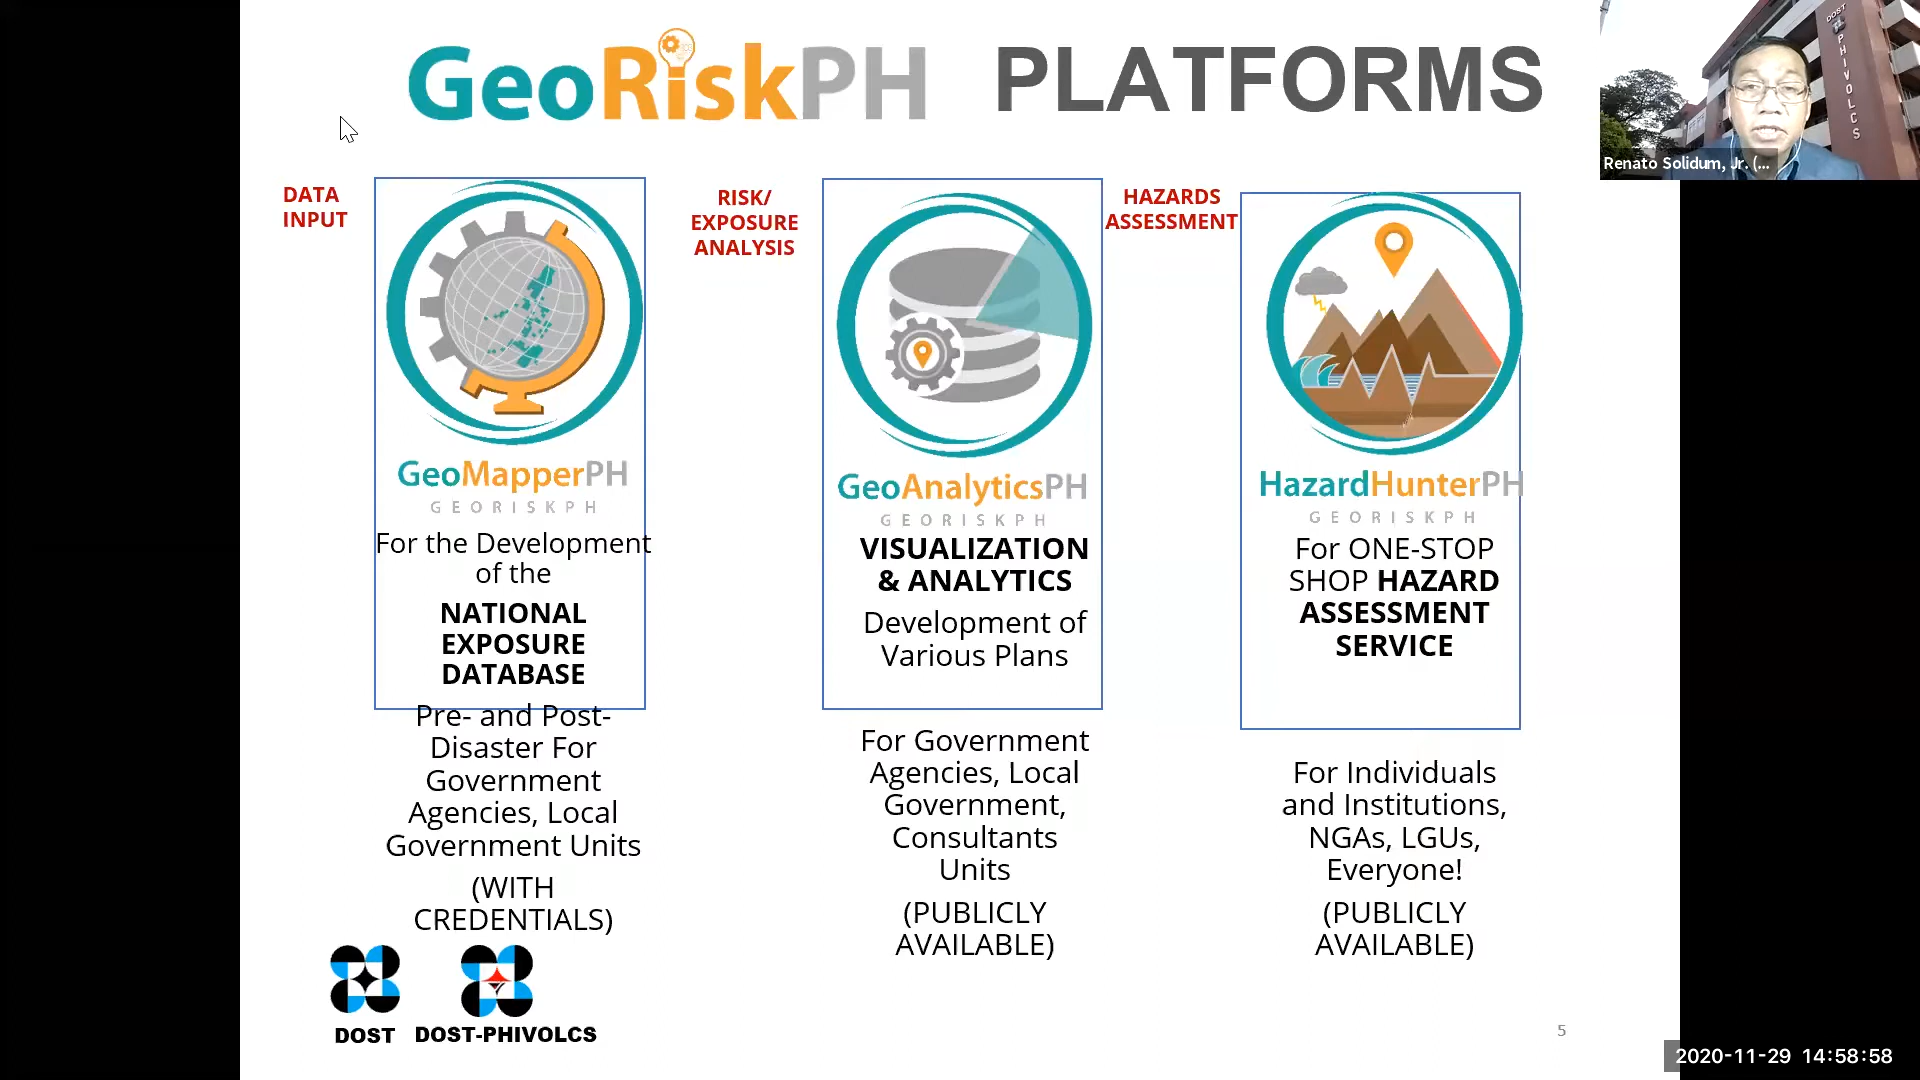 GeoRiskPH PLATFORMS
DOST
PHIVOLCS
Renato Solidum, Jr. (...
DATA
INPUT
GeoMapperPH
GEORISKPH
For the Development
of the
NATIONAL
EXPOSURE
DATABASE
Pre- and Post-
Disaster For
Government
Agencies, Local
Government Units
(WITH
CREDENTIALS)
RISK/
EXPOSURE
ANALYSIS
GeoAnalyticsPH
GEORISKPH
VISUALIZATION
& ANALYTICS
Development of
Various Plans
For Government
Agencies, Local
Government,
Consultants
Units
(PUBLICLY
AVAILABLE)
HAZARDS
ASSESSMENT
HazardHunterPH
GEORISKPH
For ONE-STOP
SHOP HAZARD
ASSESSMENT
SERVICE
For Individuals
and Institutions,
NGAs, LGUs,
Everyone!
(PUBLICLY
AVAILABLE)
DOST
DOST-PHIVOLCS
5
2020-11-29 14:58:58